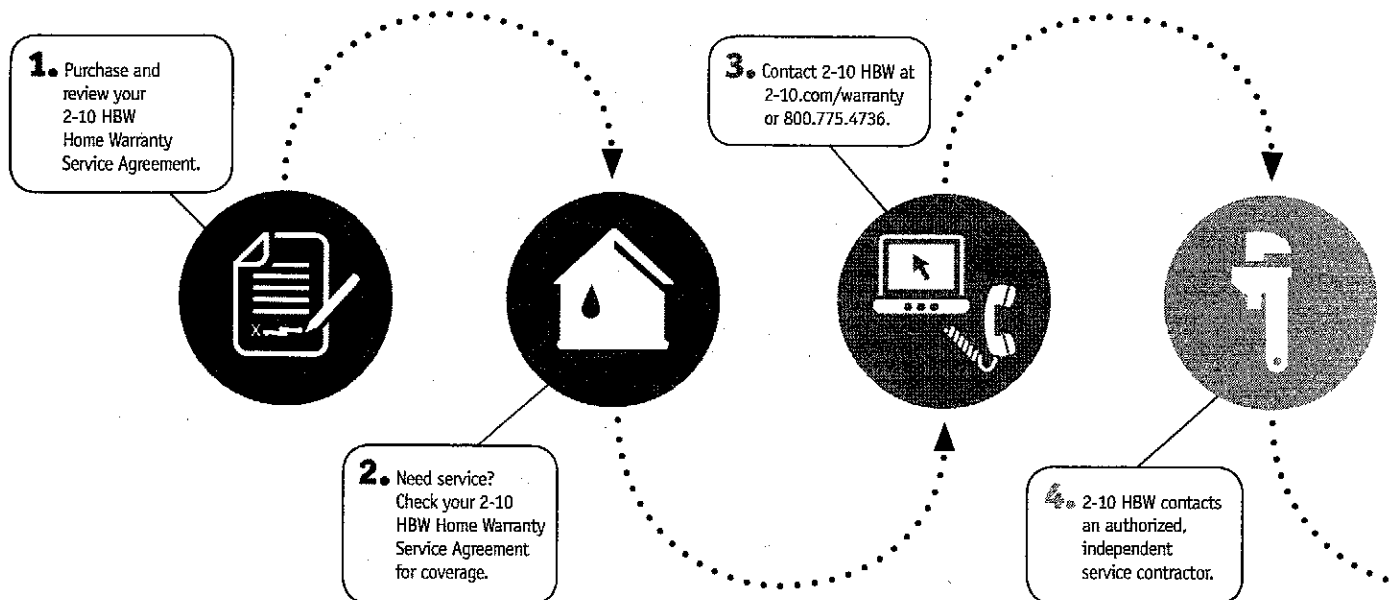 1. Purchase and
review your
2-10 HBW
Home Warranty
Service Agreement.
2. Need service?
Check your 2-10
HBW Home Warranty
Service Agreement
for coverage.
3. Contact 2-10 HBW at
2-10.com/warranty
or 800.775.4736.
4. 2-10 HBW contacts
an authorized,
independent
service contractor.
X